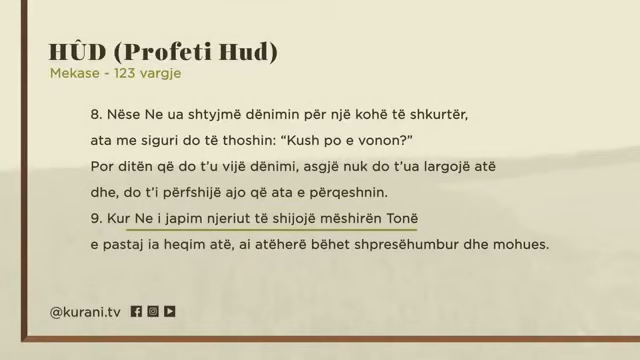 HÛD (Profeti Hud)
Mekase - 123 vargje
8. Nëse Ne ua shtyjmë dënimin për një kohë të shkurtër,
ata me siguri do të thoshin: “Kush po e vonon?”
Por ditën që do t’u vijë dënimi, asgjë nuk do t’ua largojë atë
dhe, do t’i përfshijë ajo që ata e përqeshnin.
9. Kur Ne i japim njeriut të shijojë mëshirën Tonë
e pastaj ia heqim atë, ai atëherë bëhet shpresëhumbur dhe mohues.
@kurani.tv